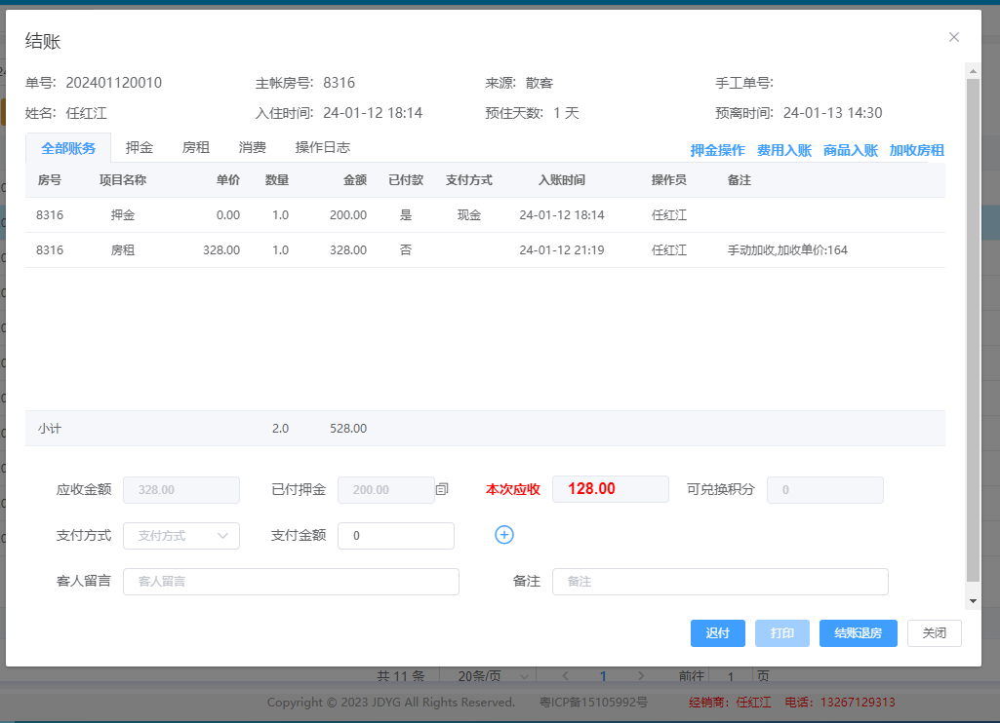 结账
单号: 202401120010 主帐房号: 8316 来源: 散客 手工单号:
姓名: 任红江 入住时间: 24-01-12 18:14 预住天数: 1 天 预离时间: 24-01-13 14:30
全部账务 押金 房租 消费 操作日志 押金操作 费用入账 商品入账 加收房租
房号 项目名称 单价 数量 金额 已付款 支付方式 入账时间 操作员 备注
8316 押金 0.00 1.0 200.00 是 现金 24-01-12 18:14 任红江
8316 房租 328.00 1.0 328.00 否 24-01-12 21:19 任红江 手动加收,加收单价:164
小计 2.0 528.00
应收金额 328.00 已付押金 200.00 本次应收 128.00 可兑换积分 0
支付方式 支付方式 支付金额 0
客人留言 客人留言 备注 备注
迟付 打印 结账退房 关闭
共 11 条 20条/页 1 前往 1 页
Copyright © 2023 JDYG All Rights Reserved. 粤ICP备15105992号 经销商：任红江 电话：13267129313